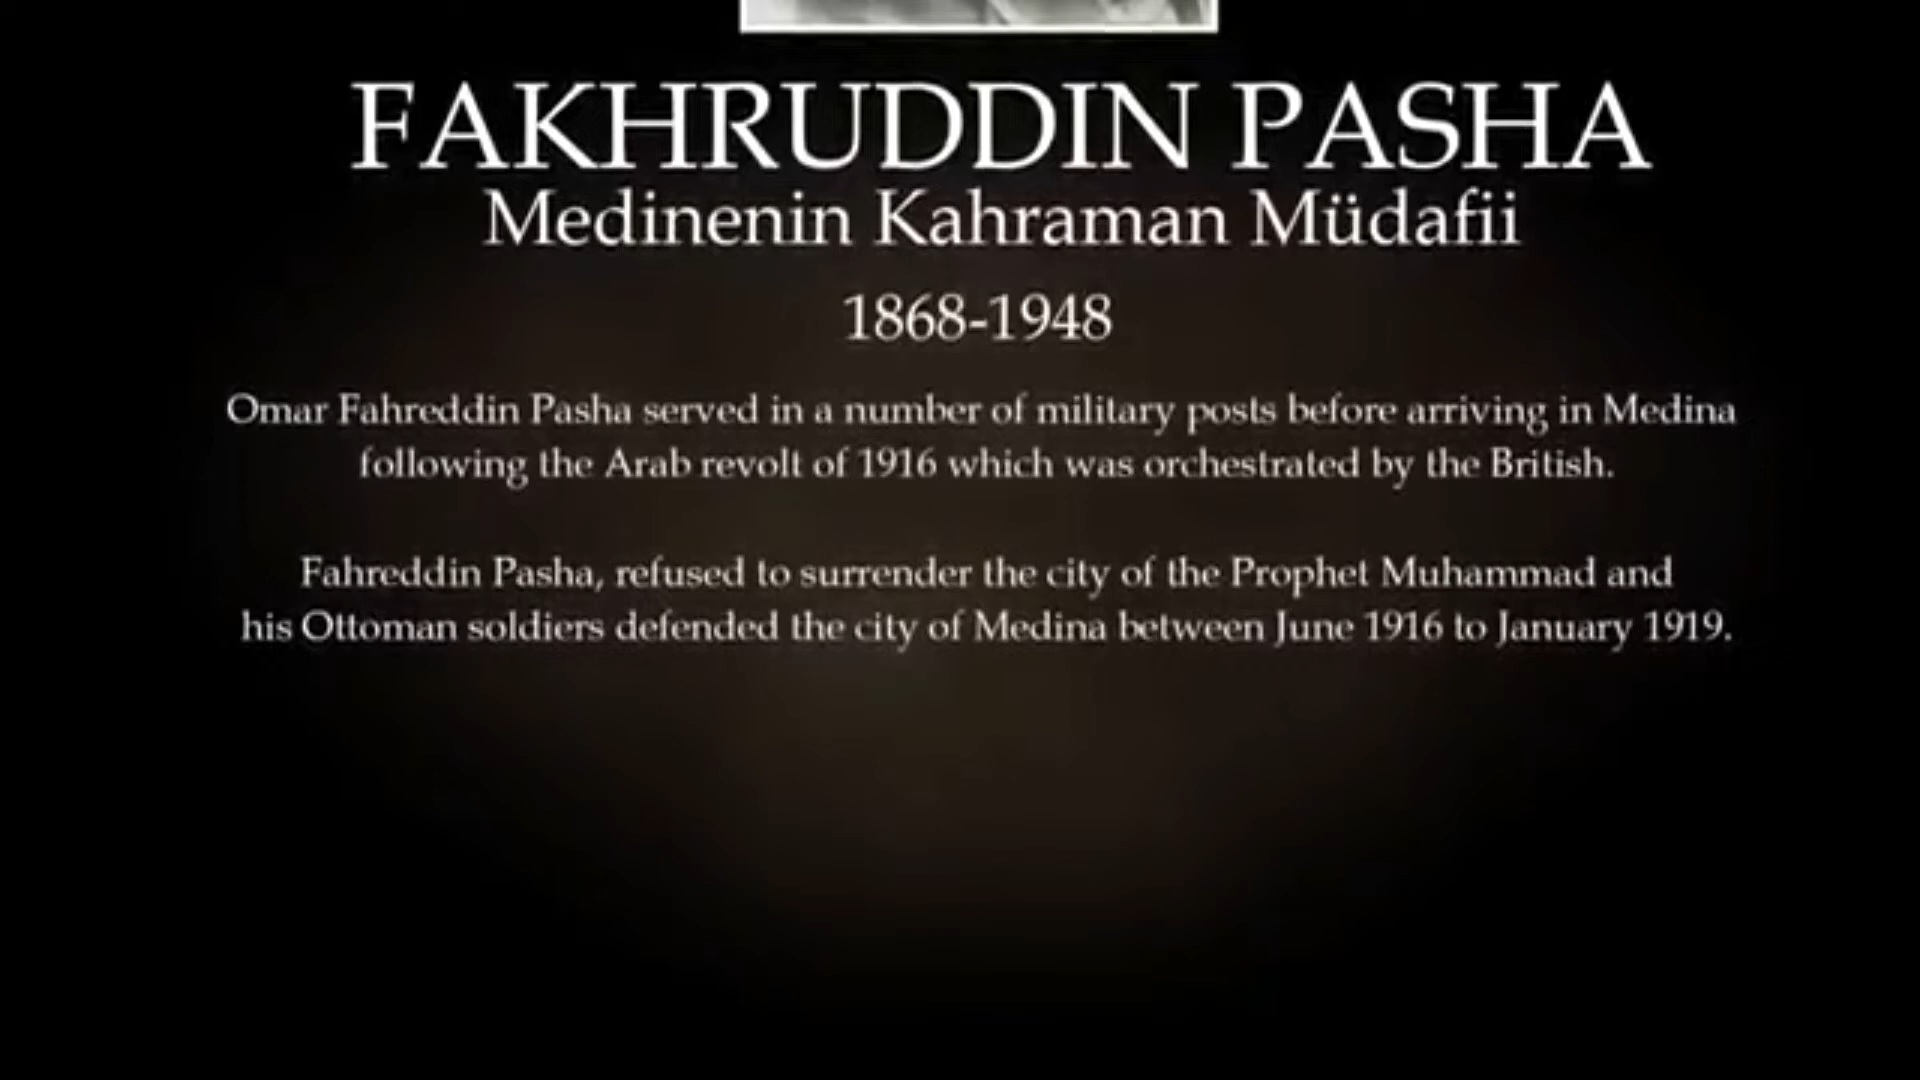 FAKHRUDDIN PASHA
Medinenin Kahraman Müdafii
1868-1948
Omar Fahreddin Pasha served in a number of military posts before arriving in Medina
following the Arab revolt of 1916 which was orchestrated by the British.
Fahreddin Pasha, refused to surrender the city of the Prophet Muhammad and
his Ottoman soldiers defended the city of Medina between June 1916 to January 1919.